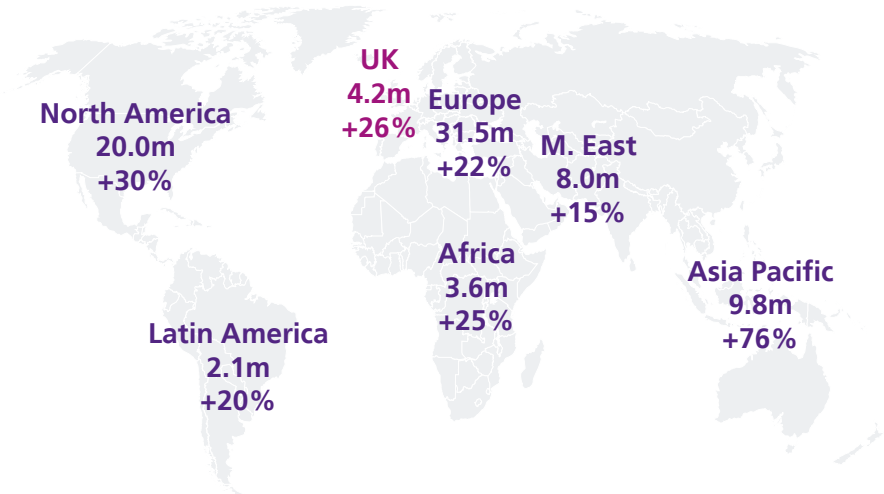 UK
4.2m
+26%
North America
20.0m
+30%
Europe
31.5m
+22%
M. East
8.0m
+15%
Africa
3.6m
+25%
Asia Pacific
9.8m
+76%
Latin America
2.1m
+20%